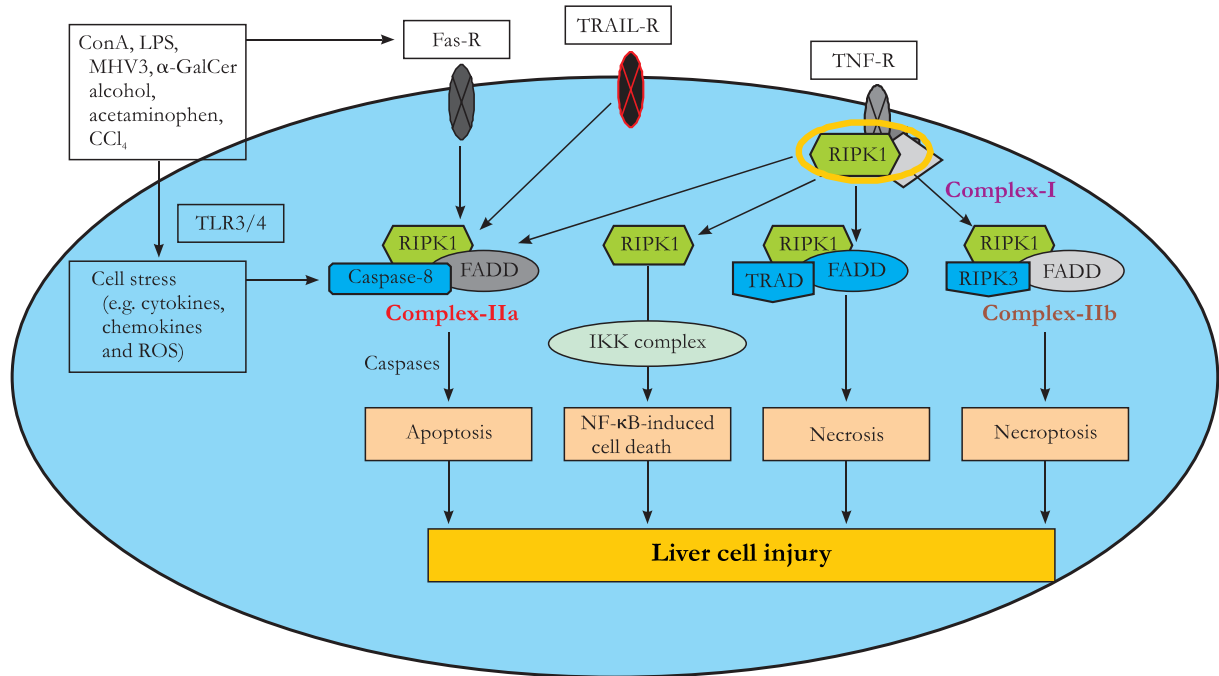 ConA, LPS,
MHV3, α-GalCer
alcohol,
acetaminophen,
CCl₄
Fas-R
TRAIL-R
TNF-R
RIPK1
Complex-I
TLR3/4
Cell stress
(e.g. cytokines,
chemokines
and ROS)
RIPK1
Caspase-8
FADD
Complex-IIa
Caspases
RIPK1
IKK complex
RIPK1
TRAD
FADD
RIPK1
RIPK3
FADD
Complex-IIb
Apoptosis
NF-κB-induced
cell death
Necrosis
Necroptosis
Liver cell injury